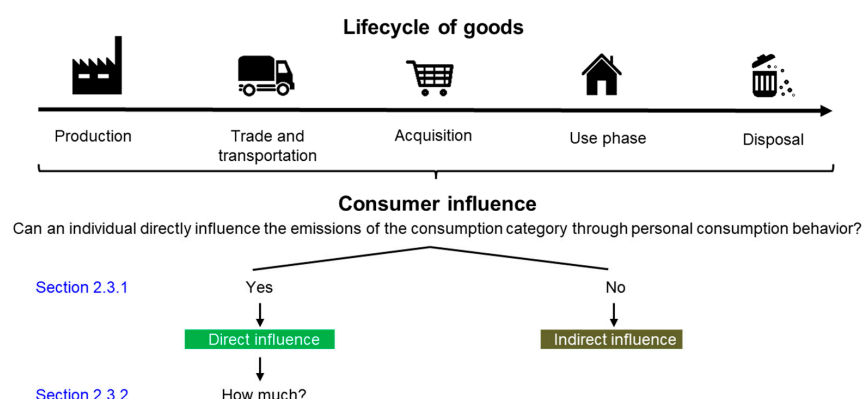 Lifecycle of goods
Production
Trade and
transportation
Acquisition
Use phase
Disposal
Consumer influence
Can an individual directly influence the emissions of the consumption category through personal consumption behavior?
Section 2.3.1
Yes
No
Direct influence
Indirect influence
Section 2.3.2
How much?